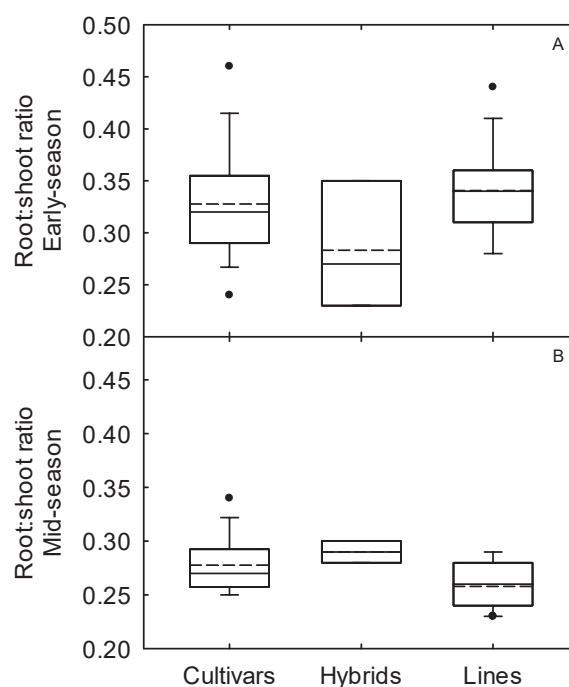 Root:shoot ratio
Early-season
0.50
0.45
0.40
0.35
0.30
0.25
0.20
A
Root:shoot ratio
Mid-season
0.45
0.40
0.35
0.30
0.25
0.20
B
Cultivars Hybrids Lines